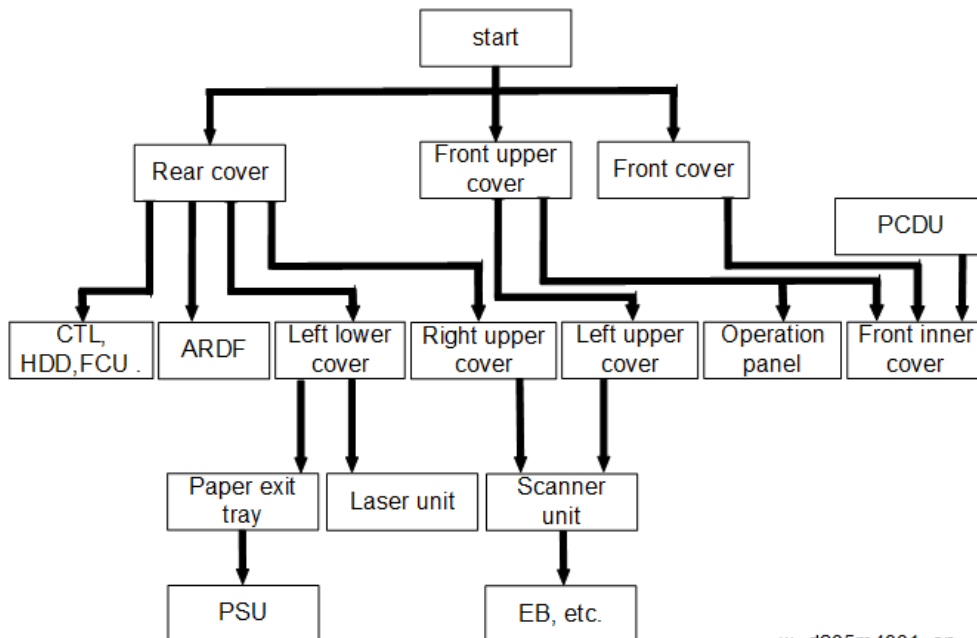 start
Rear cover
Front upper
cover
Front cover
PCDU
CTL,
HDD,FCU .
ARDF
Left lower
cover
Right upper
cover
Left upper
cover
Operation
panel
Front inner
cover
Paper exit
tray
Laser unit
Scanner
unit
PSU
EB, etc.